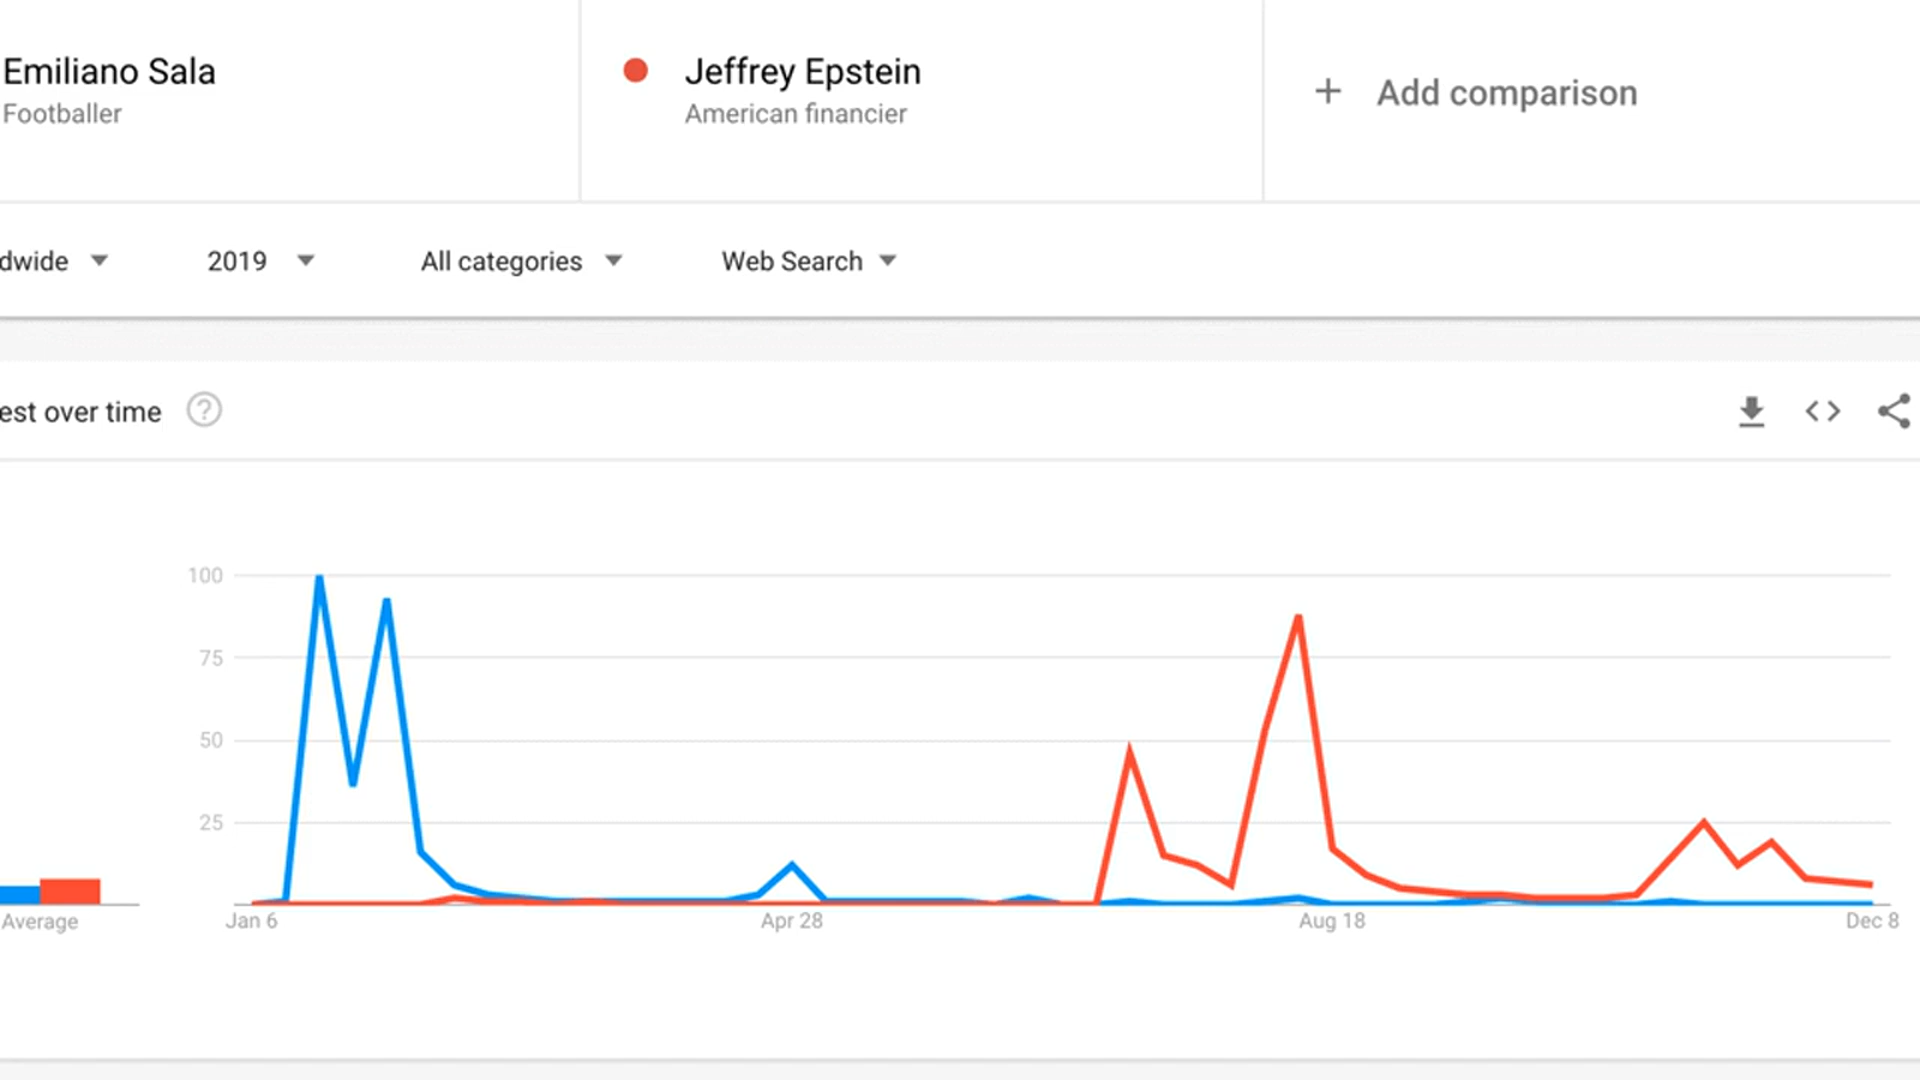 Emiliano Sala
Footballer
Jeffrey Epstein
American financier
+ Add comparison
dwide
2019
All categories
Web Search
est over time ?
100
75
50
25
Average
Jan 6
Apr 28
Aug 18
Dec 8